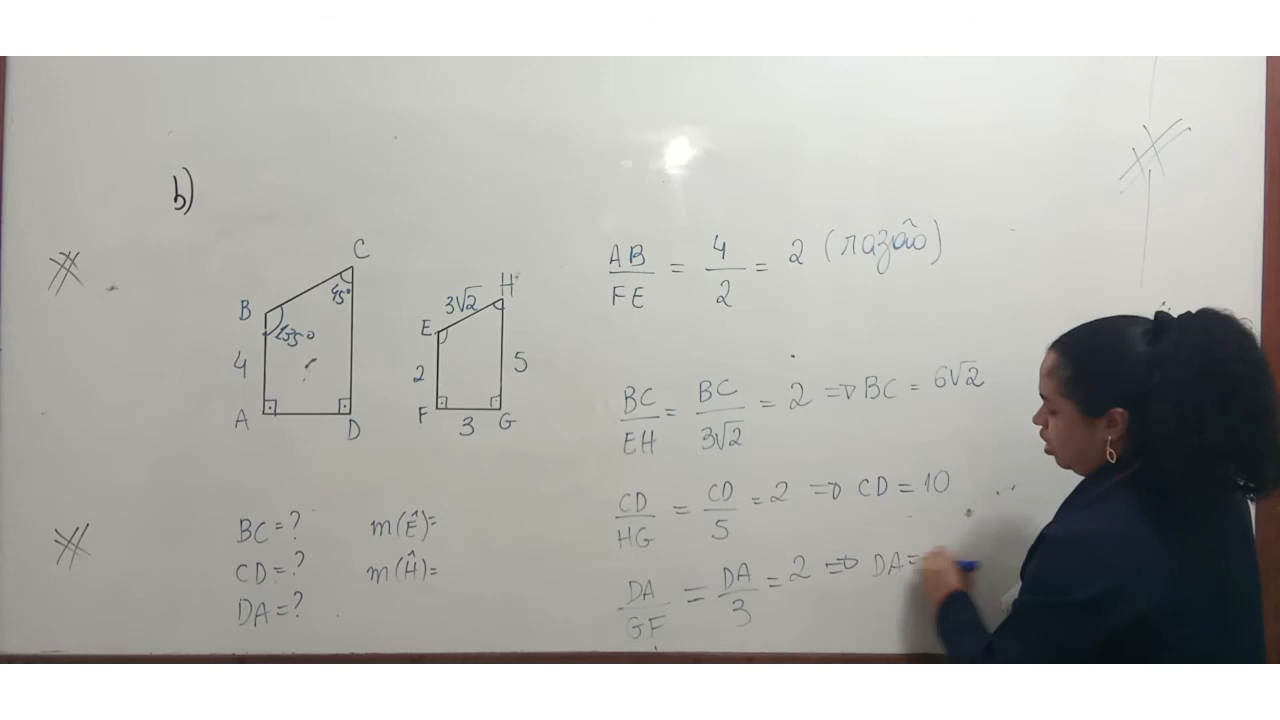 b)
C
45°
B
135°
4
A
D
H
3√2
E
2
5
F
3
G
BC = ?
CD = ?
DA = ?
m(Ê) =
m(Ĥ) =
AB/FE = 4/2 = 2 (razão)
BC/EH = BC/3√2 = 2 ⇒ BC = 6√2
CD/HG = CD/5 = 2 ⇒ CD = 10
DA/GF = DA/3 = 2 ⇒ DA =